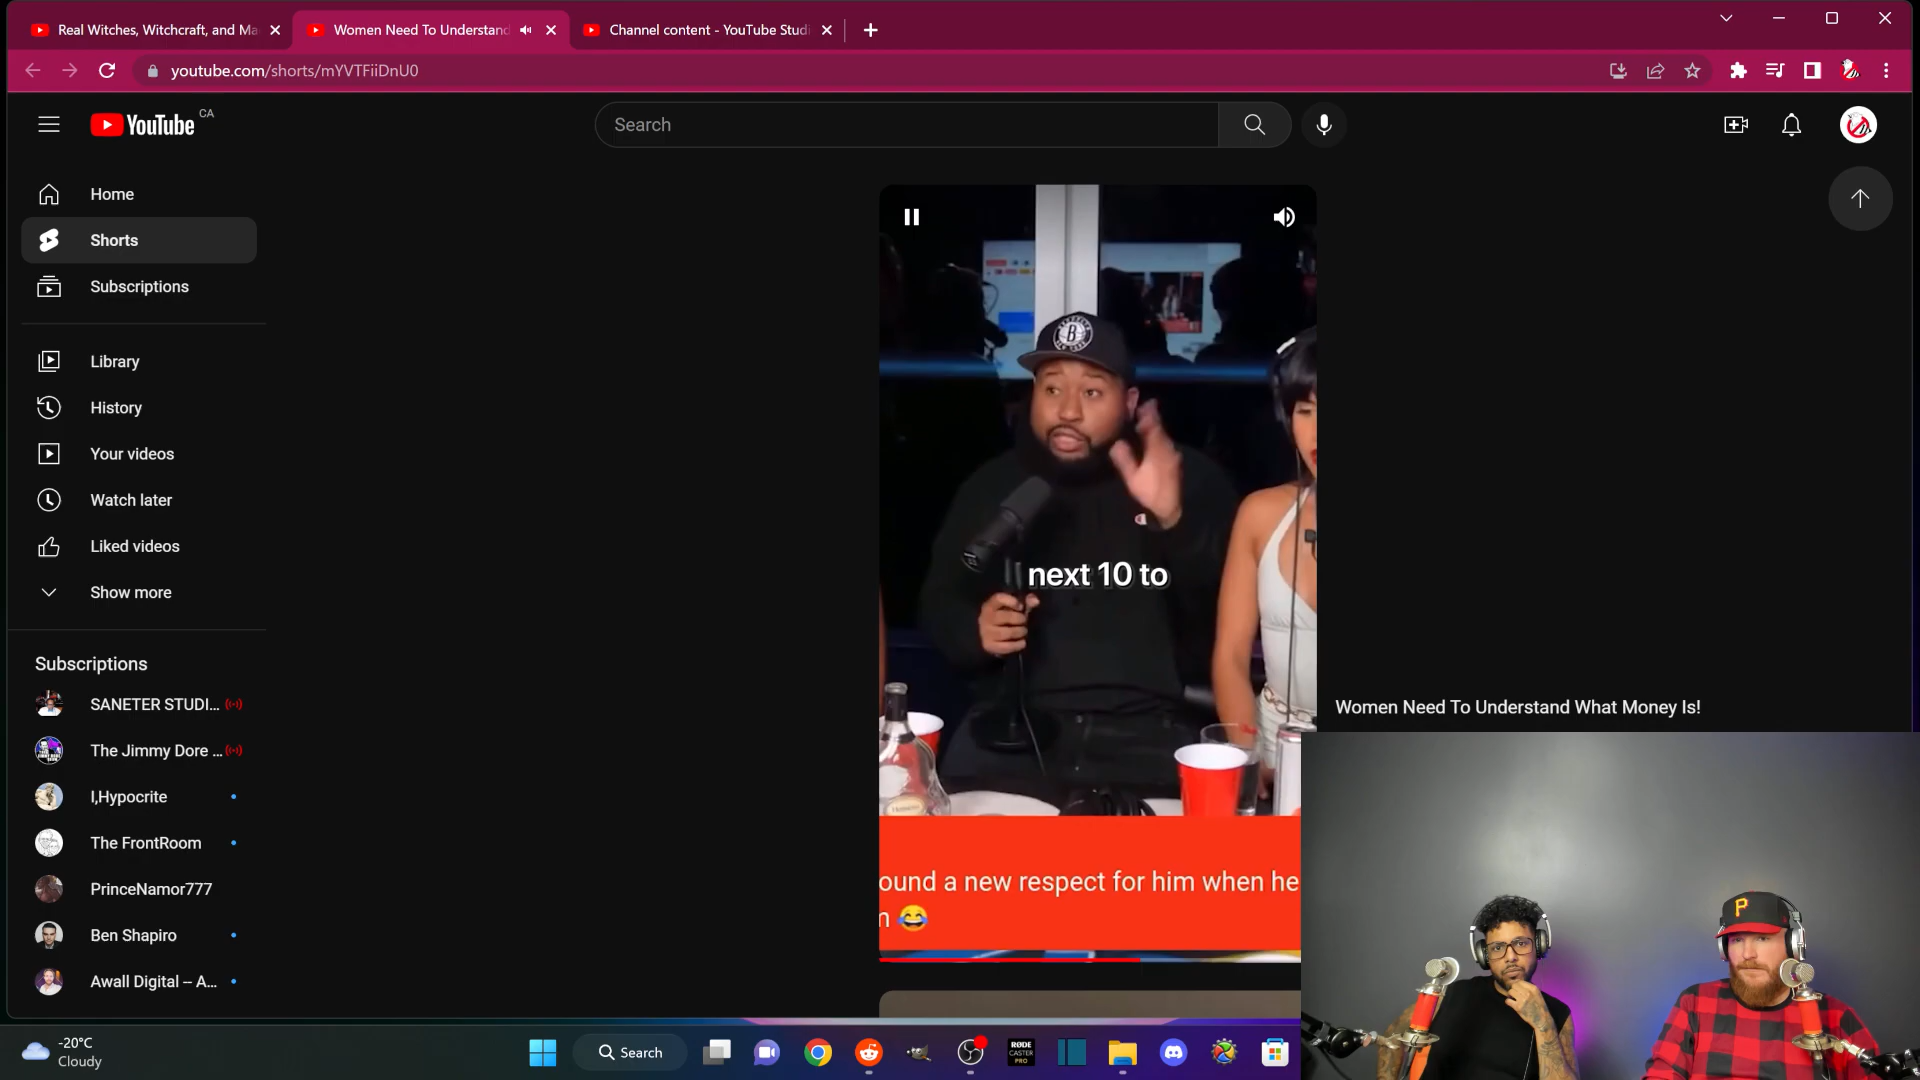 Real Witches, Witchcraft, and Ma
Women Need To Understand
Channel content - YouTube Studi
youtube.com/shorts/mYVTFiiDnU0
YouTube CA
Search
Home
Shorts
Subscriptions
Library
History
Your videos
Watch later
Liked videos
Show more
Subscriptions
SANETER STUDI...
The Jimmy Dore ...
I,Hypocrite
The FrontRoom
PrinceNamor777
Ben Shapiro
Awall Digital -- A...
B
next 10 to
ound a new respect for him when he
😂
Women Need To Understand What Money Is!
P
-20°C
Cloudy
Search
RØDE
CASTER
PRO